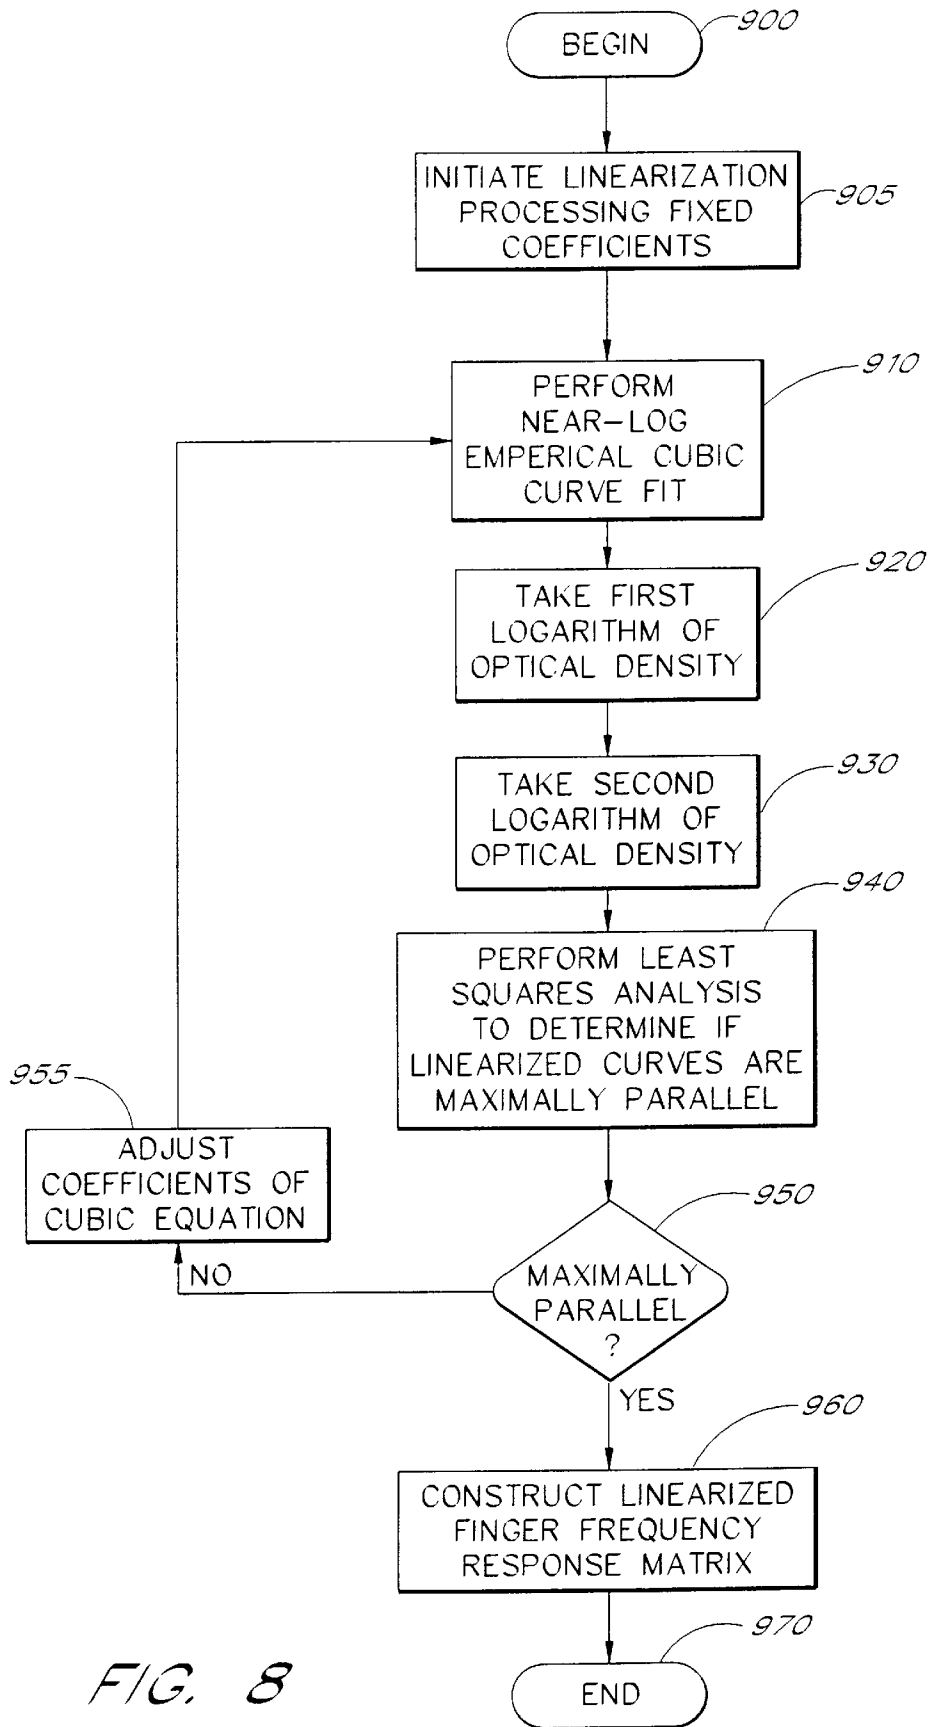 BEGIN
900
INITIATE LINEARIZATION
PROCESSING FIXED
COEFFICIENTS
905
PERFORM
NEAR-LOG
EMPERICAL CUBIC
CURVE FIT
910
TAKE FIRST
LOGARITHM OF
OPTICAL DENSITY
920
TAKE SECOND
LOGARITHM OF
OPTICAL DENSITY
930
PERFORM LEAST
SQUARES ANALYSIS
TO DETERMINE IF
LINEARIZED CURVES ARE
MAXIMALLY PARALLEL
940
955
ADJUST
COEFFICIENTS OF
CUBIC EQUATION
NO
MAXIMALLY
PARALLEL
?
950
YES
CONSTRUCT LINEARIZED
FINGER FREQUENCY
RESPONSE MATRIX
960
END
970
FIG. 8